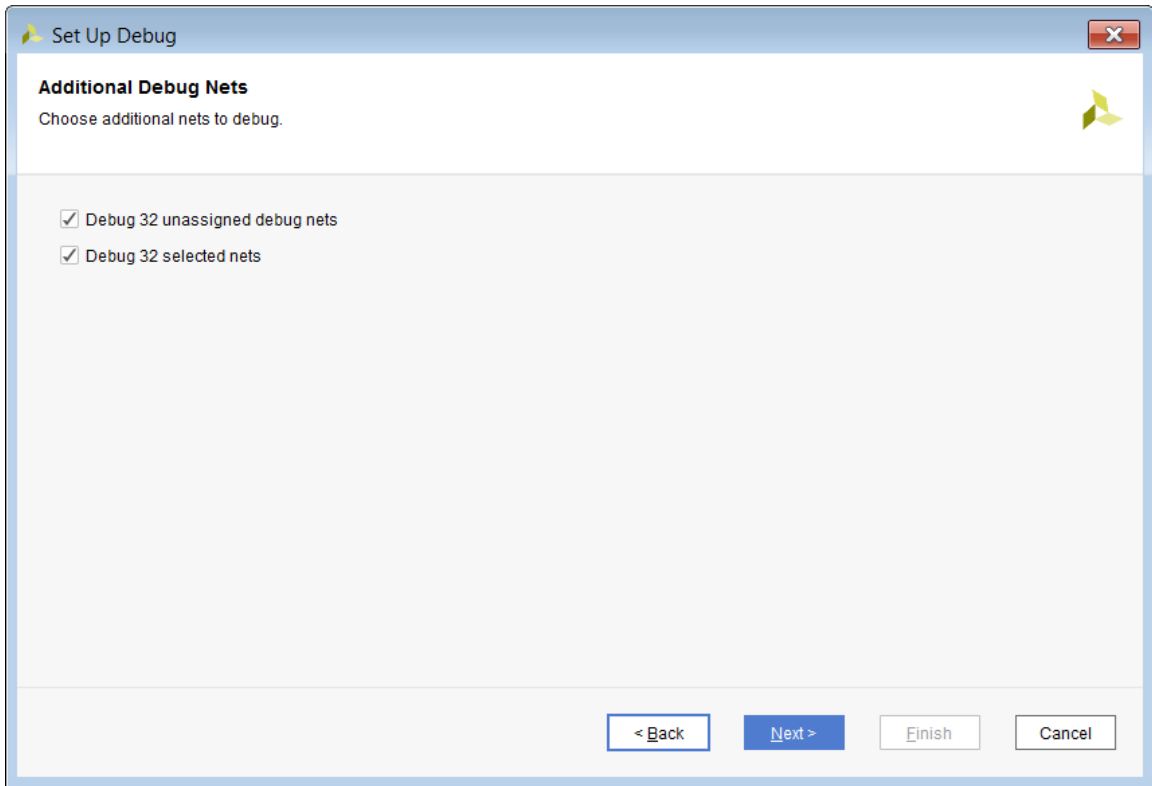 Set Up Debug
Additional Debug Nets
Choose additional nets to debug.
Debug 32 unassigned debug nets
Debug 32 selected nets
< Back
Next >
Finish
Cancel